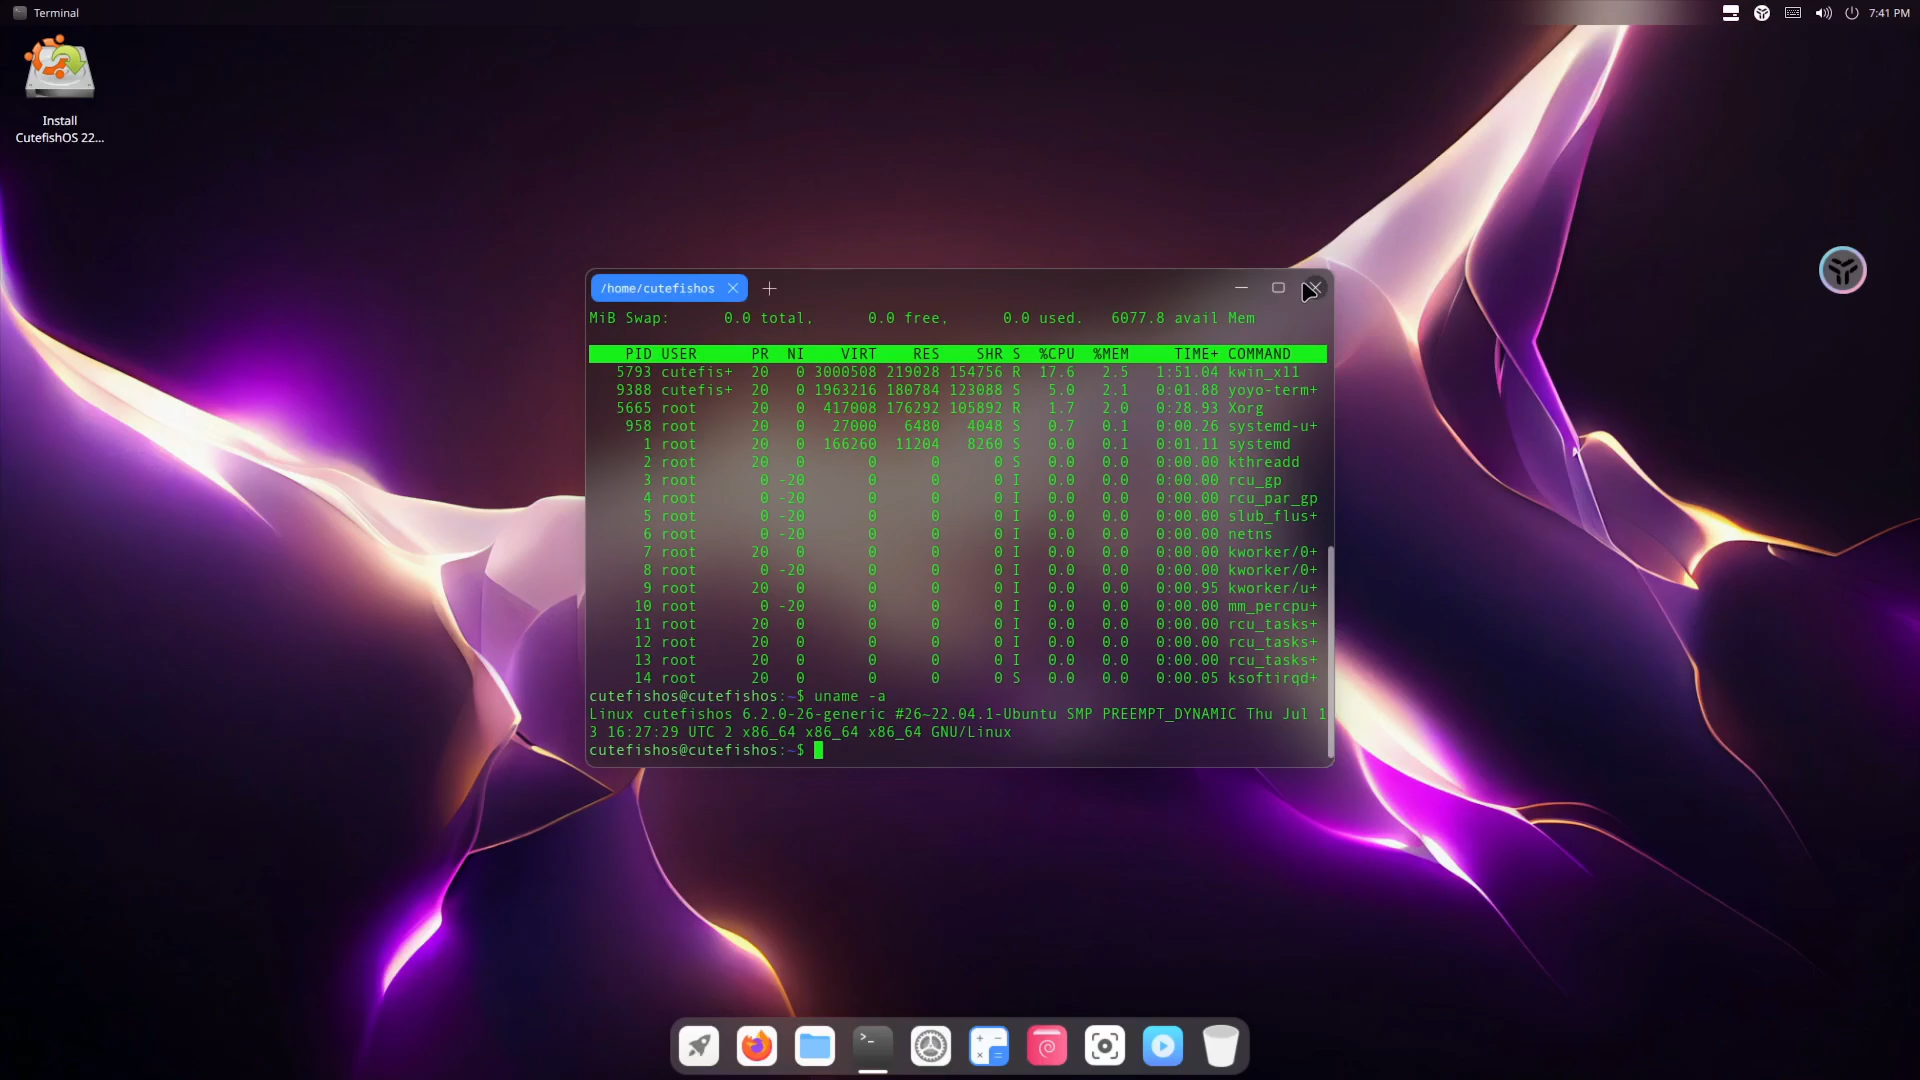 Terminal
7:41 PM
Install
CutefishOS 22...
/home/cutefishos
MiB Swap:      0.0 total,      0.0 free,      0.0 used.   6077.8 avail Mem
PID USER      PR  NI    VIRT    RES    SHR S  %CPU  %MEM     TIME+ COMMAND
5793 cutefis+  20   0 3000508 219028 154756 R  17.6   2.5   1:51.04 kwin_x11
9388 cutefis+  20   0 1963216 180784 123088 S   5.0   2.1   0:01.88 yoyo-term+
5665 root      20   0  417008 176292 105892 R   1.7   2.0   0:28.93 Xorg
958 root      20   0   27000   6480   4048 S   0.7   0.1   0:00.26 systemd-u+
1 root      20   0  166260  11204   8260 S   0.0   0.1   0:01.11 systemd
2 root      20   0       0      0      0 S   0.0   0.0   0:00.00 kthreadd
3 root       0 -20       0      0      0 I   0.0   0.0   0:00.00 rcu_gp
4 root       0 -20       0      0      0 I   0.0   0.0   0:00.00 rcu_par_gp
5 root       0 -20       0      0      0 I   0.0   0.0   0:00.00 slub_flus+
6 root       0 -20       0      0      0 I   0.0   0.0   0:00.00 netns
7 root      20   0       0      0      0 I   0.0   0.0   0:00.00 kworker/0+
8 root       0 -20       0      0      0 I   0.0   0.0   0:00.00 kworker/0+
9 root      20   0       0      0      0 I   0.0   0.0   0:00.95 kworker/u+
10 root       0 -20       0      0      0 I   0.0   0.0   0:00.00 mm_percpu+
11 root      20   0       0      0      0 I   0.0   0.0   0:00.00 rcu_tasks+
12 root      20   0       0      0      0 I   0.0   0.0   0:00.00 rcu_tasks+
13 root      20   0       0      0      0 I   0.0   0.0   0:00.00 rcu_tasks+
14 root      20   0       0      0      0 S   0.0   0.0   0:00.05 ksoftirqd+
cutefishos@cutefishos:~$ uname -a
Linux cutefishos 6.2.0-26-generic #26~22.04.1-Ubuntu SMP PREEMPT_DYNAMIC Thu Jul 1
3 16:27:29 UTC 2 x86_64 x86_64 x86_64 GNU/Linux
cutefishos@cutefishos:~$